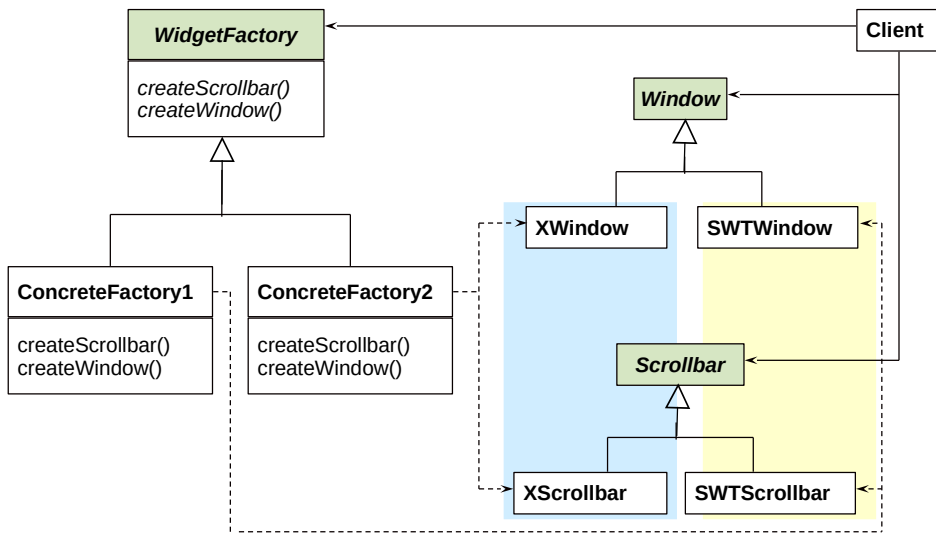 WidgetFactory
createScrollbar()
createWindow()
Client
Window
XWindow
SWTWindow
ConcreteFactory1
createScrollbar()
createWindow()
ConcreteFactory2
createScrollbar()
createWindow()
Scrollbar
XScrollbar
SWTScrollbar